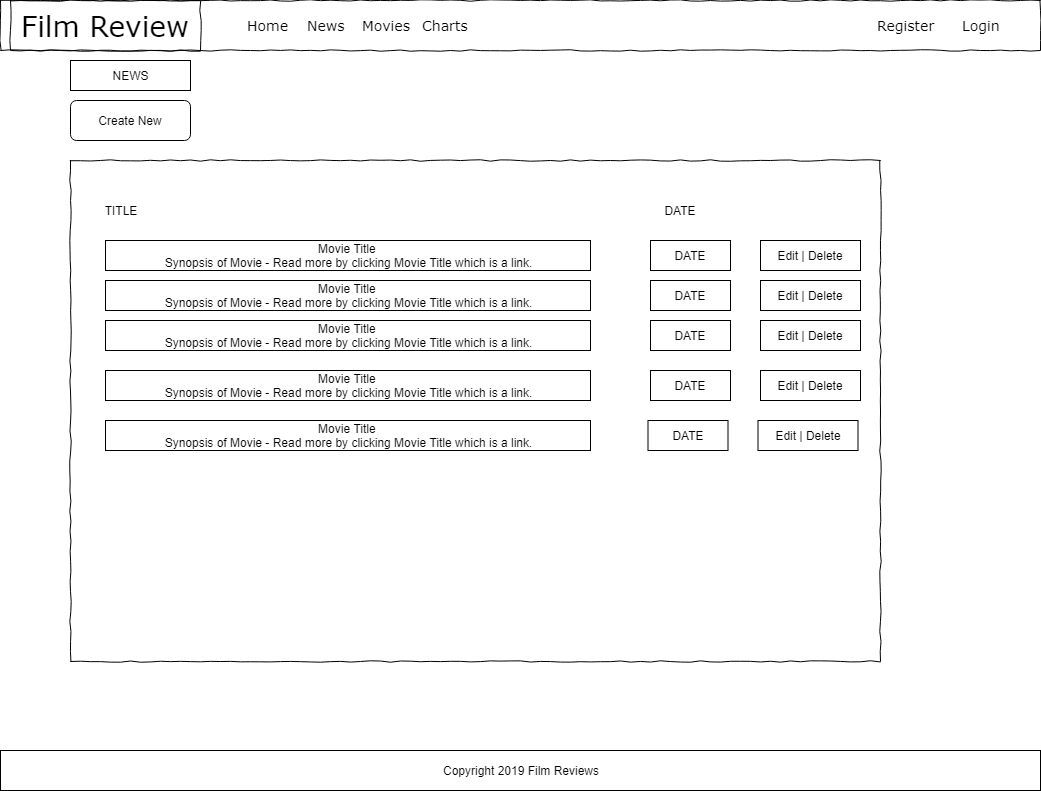 Film Review
Home News Movies Charts Register Login
NEWS
Create New
TITLE DATE
Movie Title
Synopsis of Movie - Read more by clicking Movie Title which is a link.
DATE Edit | Delete
Movie Title
Synopsis of Movie - Read more by clicking Movie Title which is a link.
DATE Edit | Delete
Movie Title
Synopsis of Movie - Read more by clicking Movie Title which is a link.
DATE Edit | Delete
Movie Title
Synopsis of Movie - Read more by clicking Movie Title which is a link.
DATE Edit | Delete
Movie Title
Synopsis of Movie - Read more by clicking Movie Title which is a link.
DATE Edit | Delete
Copyright 2019 Film Reviews